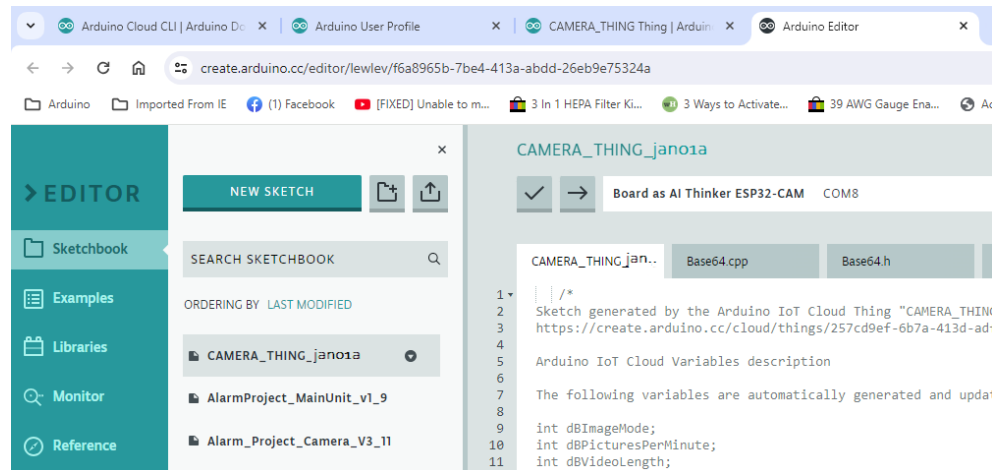 Arduino Cloud CLI | Arduino Do
Arduino User Profile
CAMERA_THING Thing | Arduin
Arduino Editor
create.arduino.cc/editor/lewlev/f6a8965b-7be4-413a-abdd-26eb9e75324a
Arduino
Imported From IE
(1) Facebook
[FIXED] Unable to m...
3 In 1 HEPA Filter Ki...
3 Ways to Activate...
39 AWG Gauge Ena...
CAMERA_THING_jan01a
EDITOR
NEW SKETCH
Board as AI Thinker ESP32-CAM COM8
Sketchbook
SEARCH SKETCHBOOK
CAMERA_THING_jan..
Base64.cpp
Base64.h
Examples
ORDERING BY LAST MODIFIED
Libraries
CAMERA_THING_jan01a
Monitor
AlarmProject_MainUnit_v1_9
Reference
Alarm_Project_Camera_V3_11
1 /*
2 Sketch generated by the Arduino IoT Cloud Thing "CAMERA_THING
3 https://create.arduino.cc/cloud/things/257cd9ef-6b7a-413d-ad
4
5 Arduino IoT Cloud Variables description
6
7 The following variables are automatically generated and updat
8
9 int dBImageMode;
10 int dBPicturesPerMinute;
11 int dBVideoLength;